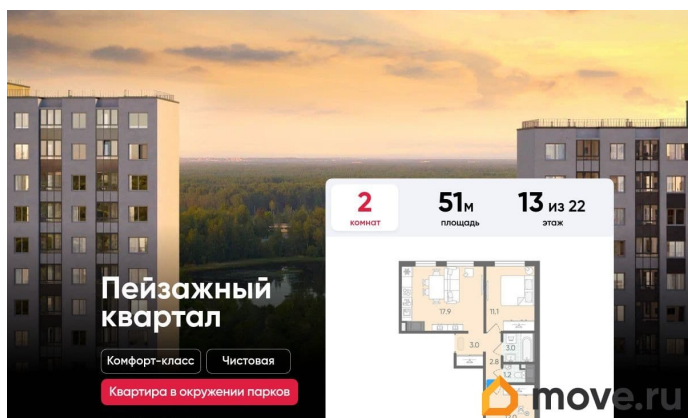 2
комнат
51м
площадь
13 из 22
этаж
Пейзажный
квартал
Комфорт-класс
Чистовая
Квартира в окружении парков
17.9
11.1
3.0
3.0
2.8
1.2
move.ru